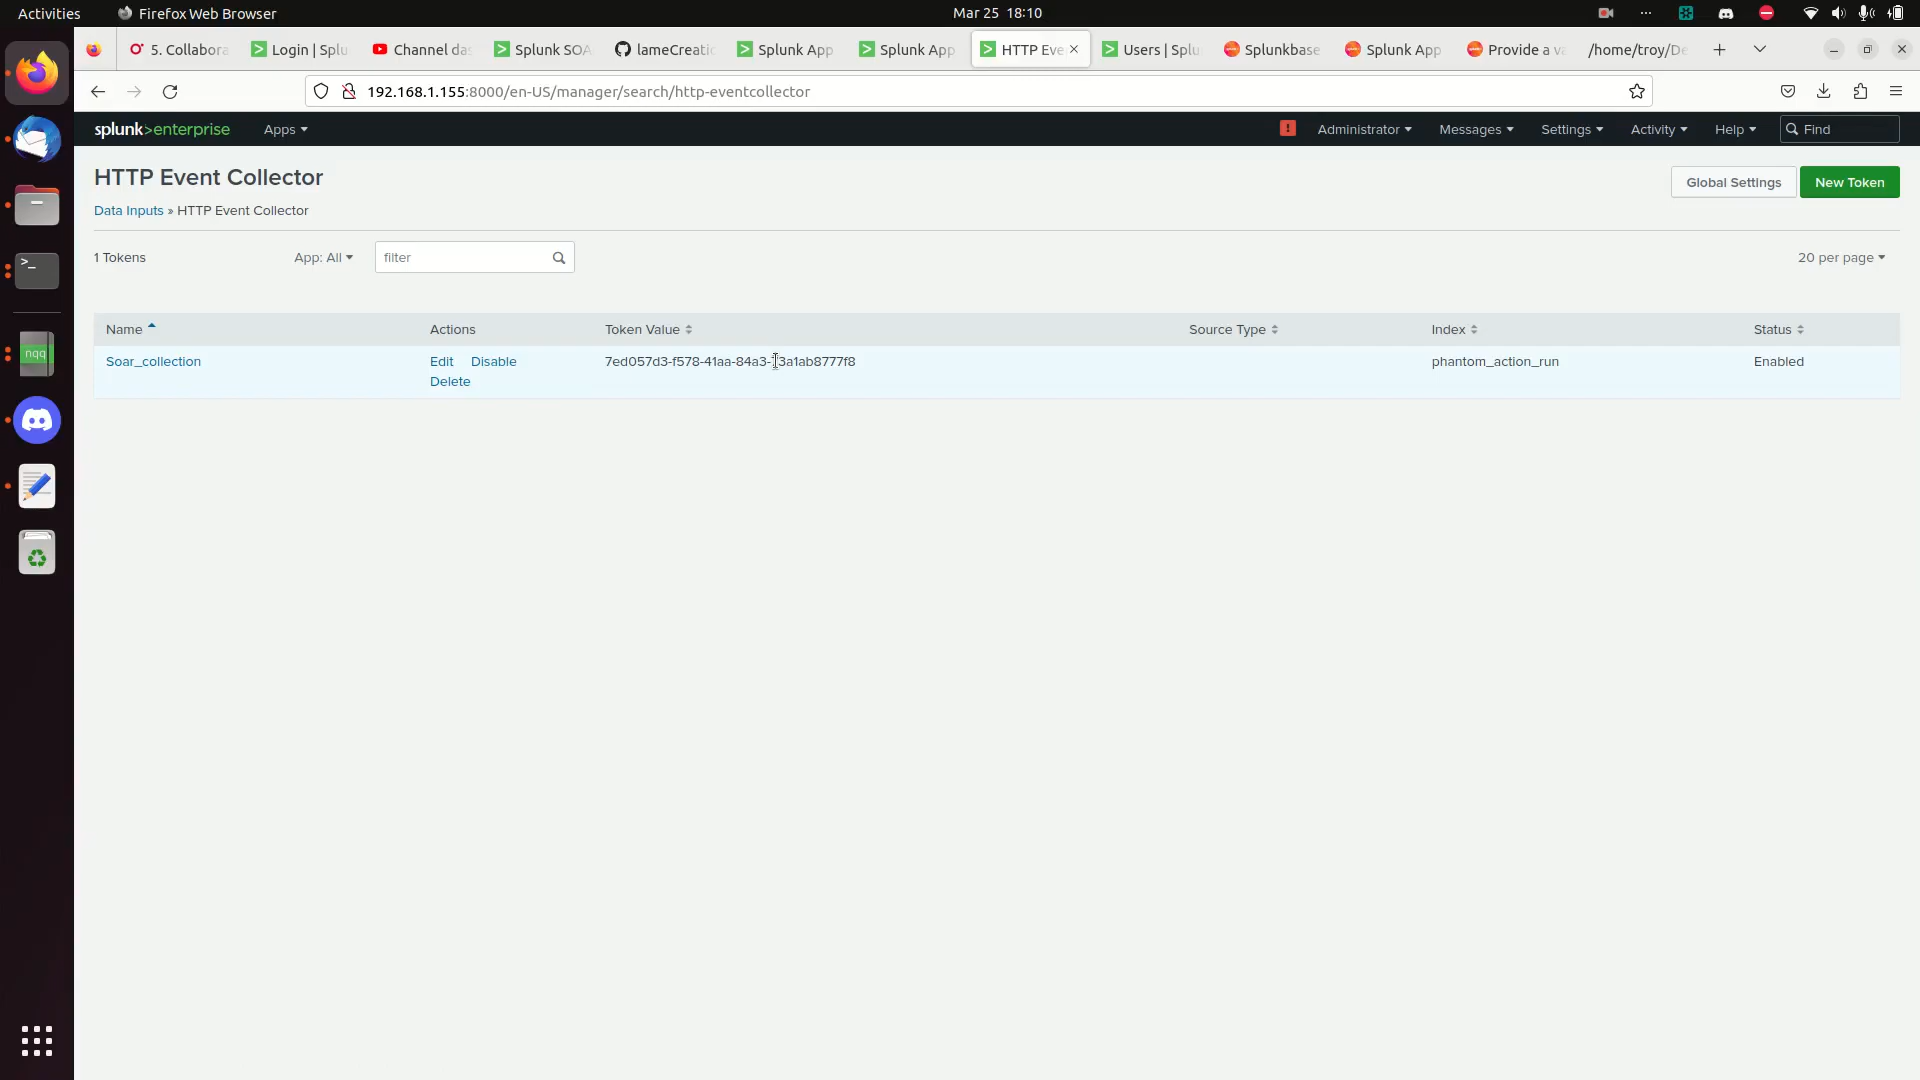 Activities Firefox Web Browser Mar 25 18:10
5. Collabora Login | Splu Channel da Splunk SOA lameCreati Splunk App Splunk App HTTP Eve Users | Splu Splunkbase Splunk App Provide a va /home/troy/De
192.168.1.155:8000/en-US/manager/search/http-eventcollector
splunk>enterprise Apps Administrator Messages Settings Activity Help Find
HTTP Event Collector
Global Settings New Token
Data Inputs » HTTP Event Collector
1 Tokens App: All filter 20 per page
Name Actions Token Value Source Type Index Status
Soar_collection Edit Disable 7ed057d3-f578-41aa-84a3-73a1ab8777f8 phantom_action_run Enabled
Delete
>_
nqq